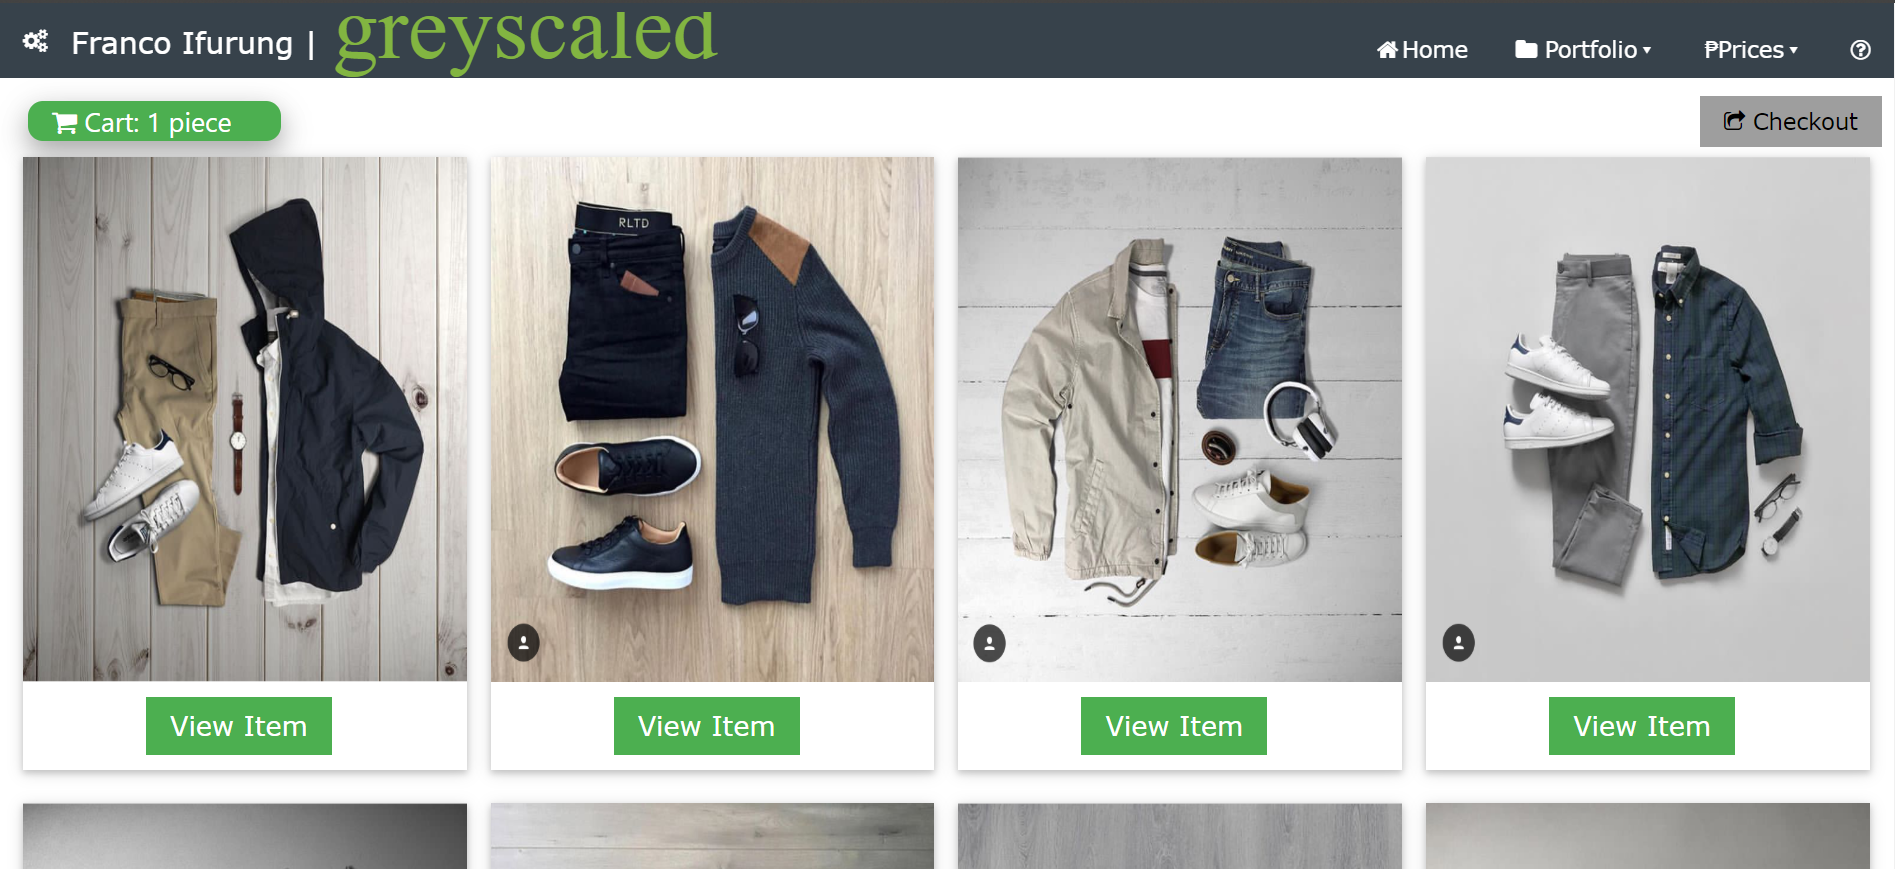 Franco Ifurung | greyscaled
Home Portfolio ₱Prices
Cart: 1 piece
Checkout
RLTD
View Item
View Item
View Item
View Item